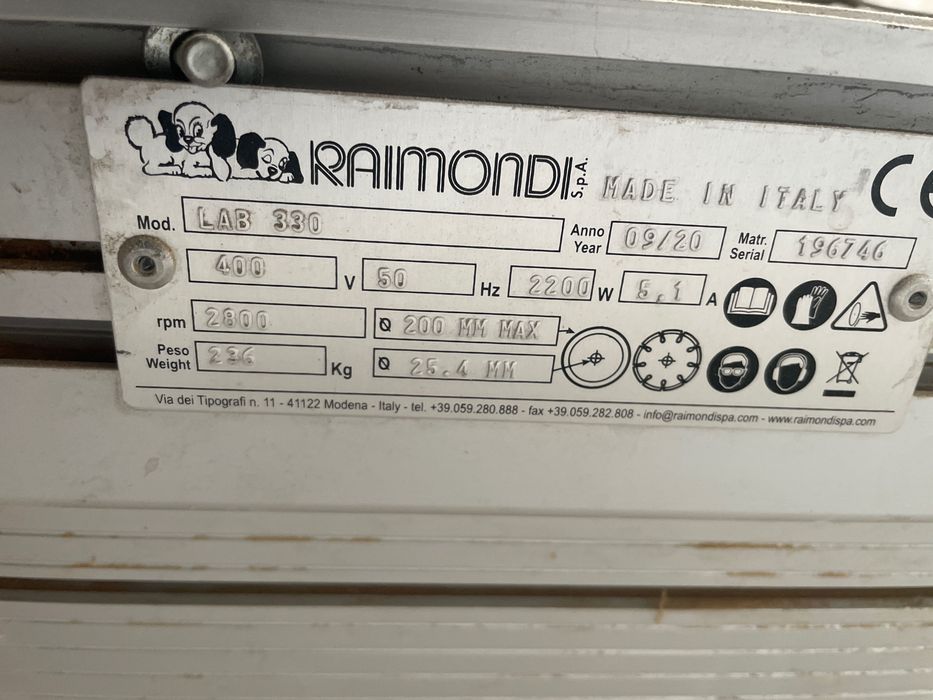 RAIMONDI S.p.A. MADE IN ITALY CE
Mod. LAB 330 Anno Year 09/20 Matr. Serial 196746
400 V 50 Hz 2200 W 5,1 A
rpm 2800 Ø 200 MM MAX
Peso Weight 236 Kg Ø 25.4 MM
Via dei Tipografi n. 11 - 41122 Modena - Italy - tel. +39.059.280.888 - fax +39.059.282.808 - info@raimondispa.com - www.raimondispa.com